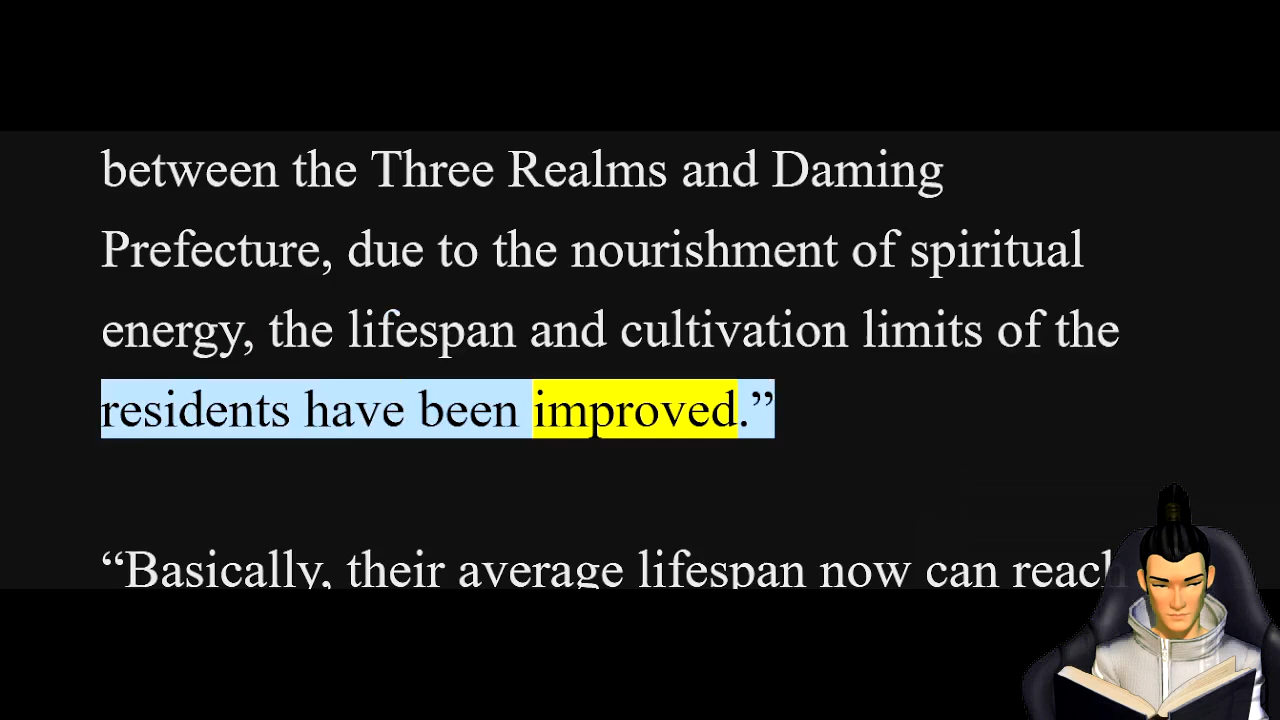 between the Three Realms and Daming
Prefecture, due to the nourishment of spiritual
energy, the lifespan and cultivation limits of the
residents have been improved.”
“Basically, their average lifespan now can reach